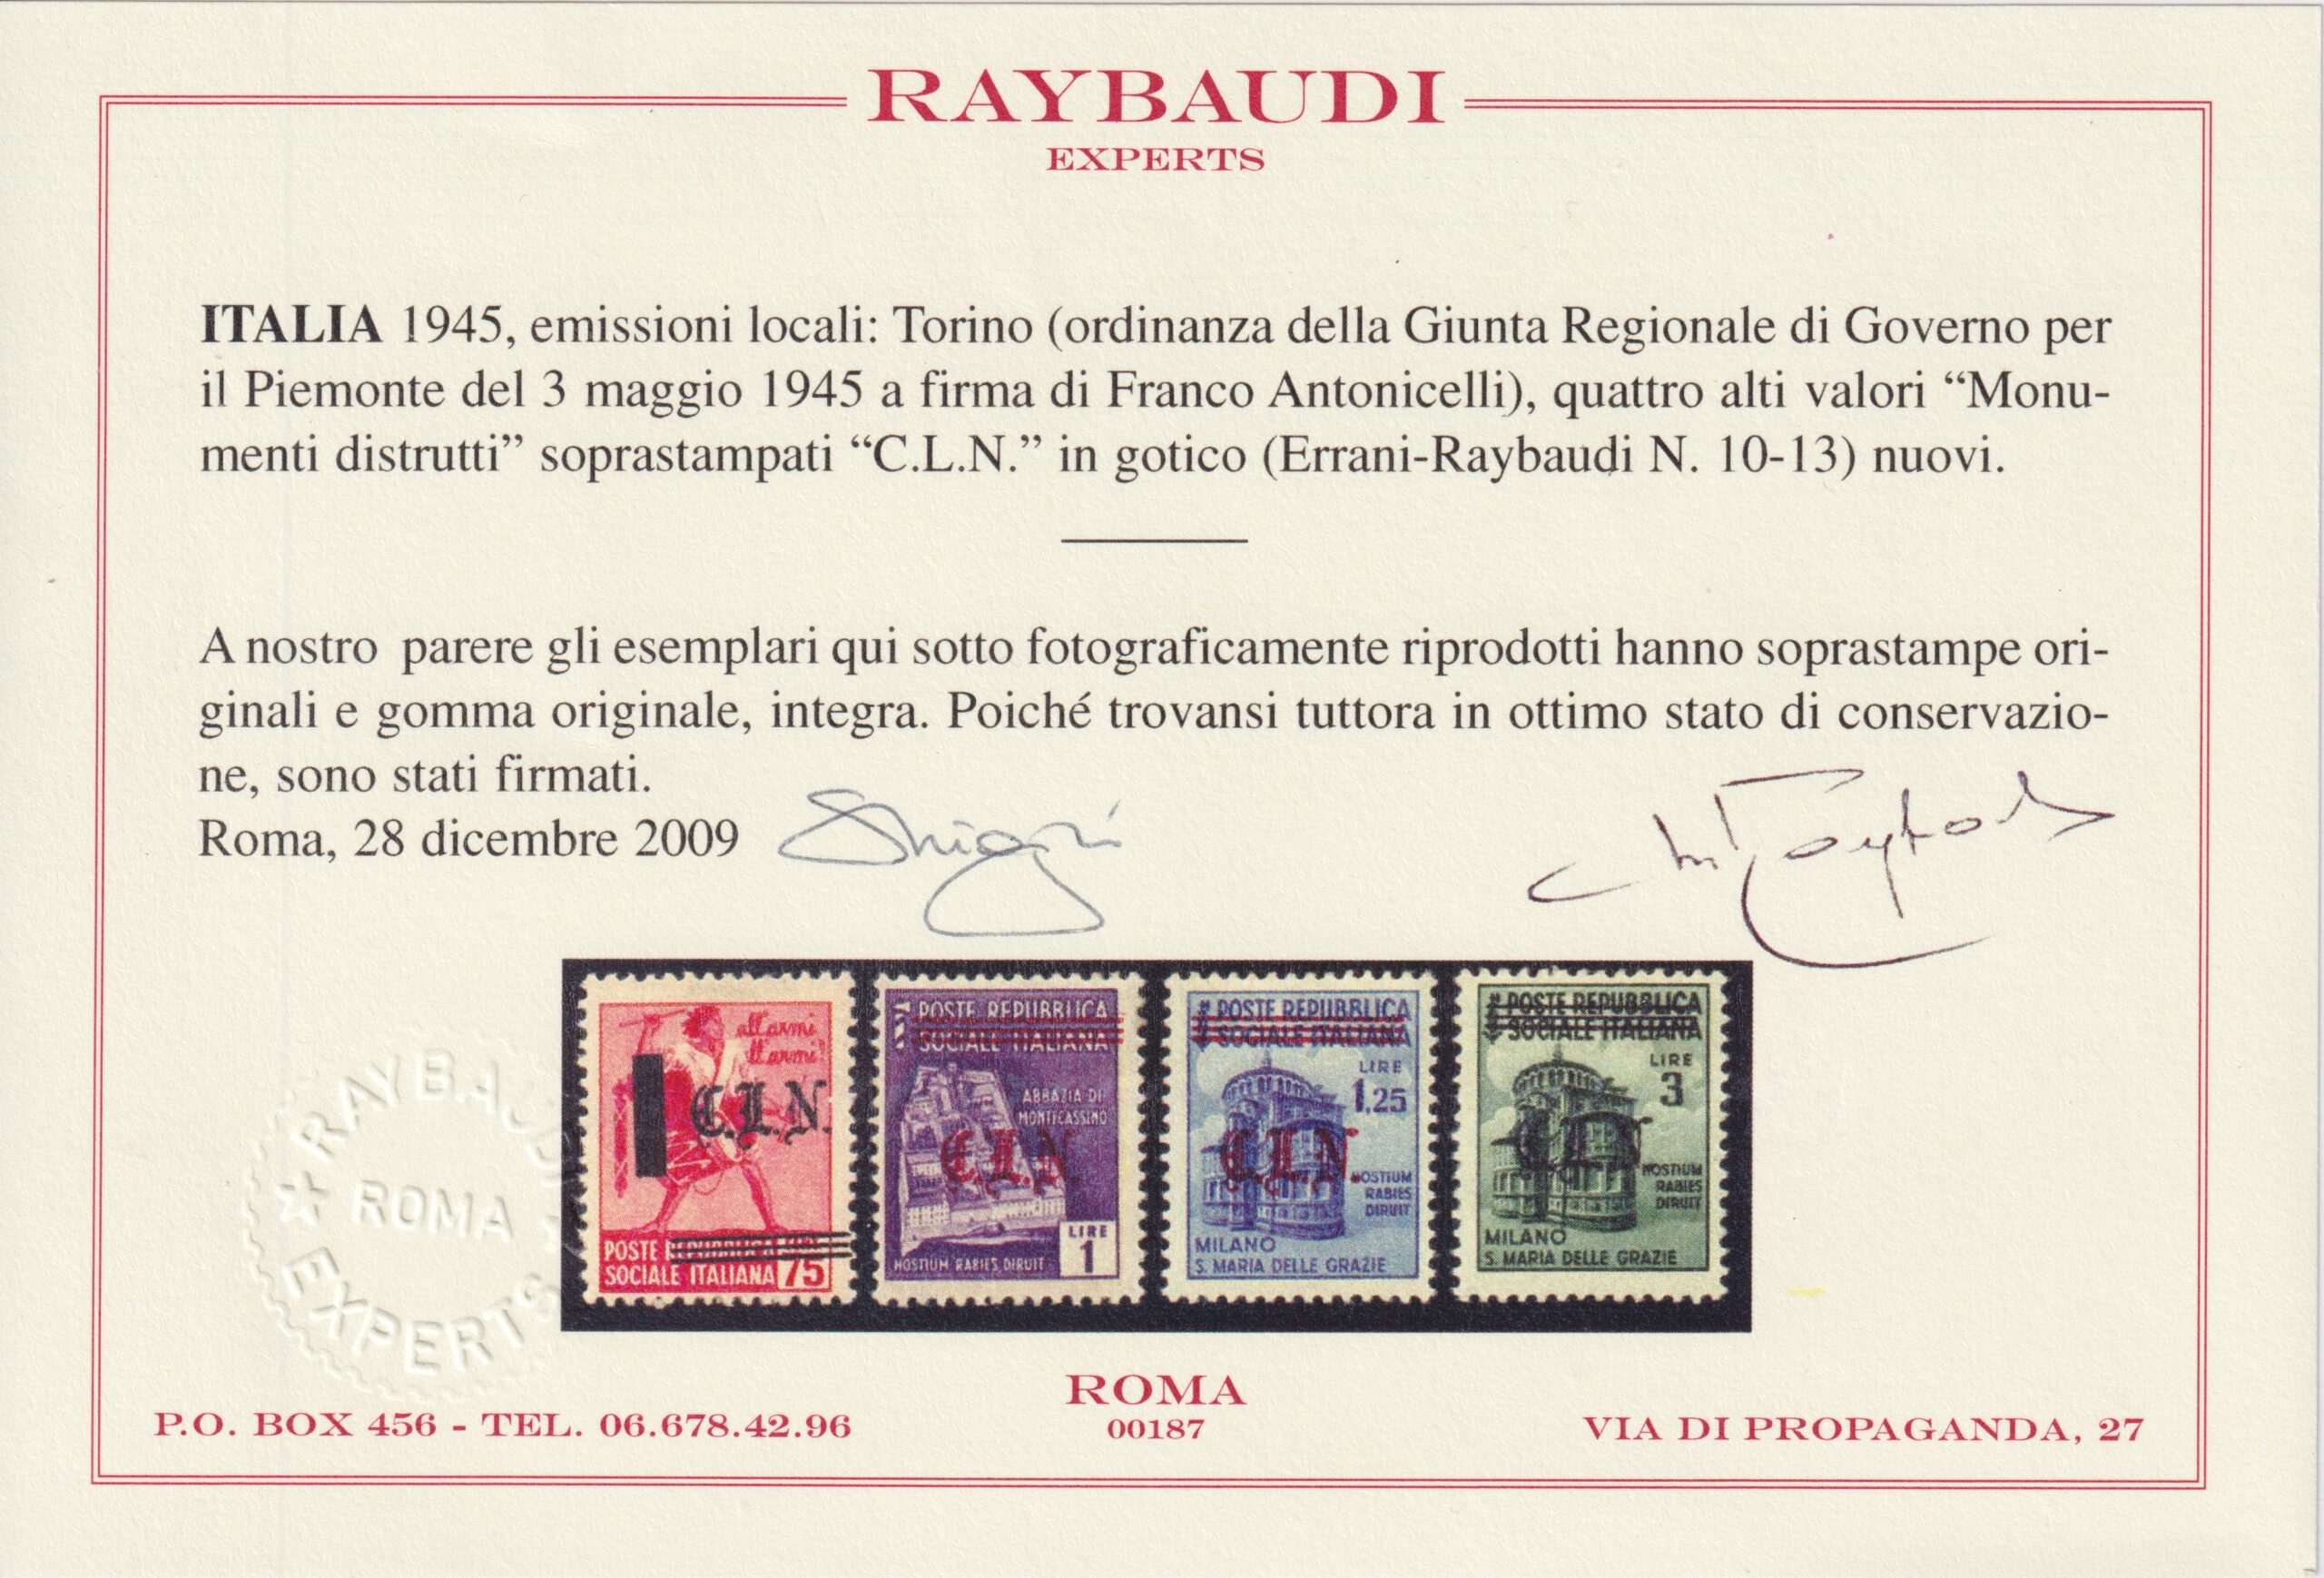 RAYBAUDI
EXPERTS
ITALIA 1945, emissioni locali: Torino (ordinanza della Giunta Regionale di Governo per
il Piemonte del 3 maggio 1945 a firma di Franco Antonicelli), quattro alti valori “Monu-
menti distrutti” soprastampati “C.L.N.” in gotico (Errani-Raybaudi N. 10-13) nuovi.
A nostro parere gli esemplari qui sotto fotograficamente riprodotti hanno soprastampe ori-
ginali e gomma originale, integra. Poiché trovansi tuttora in ottimo stato di conservazio-
ne, sono stati firmati.
Roma, 28 dicembre 2009
all'armi
all'armi!
C.L.N.
POSTE REPUBBLICA
SOCIALE ITALIANA 75
POSTE REPUBBLICA
SOCIALE ITALIANA
ABBAZIA DI
MONTECASSINO
C.L.N.
LIRE
1
HOSTIUM RABIES DIRUIT
POSTE REPUBBLICA
SOCIALE ITALIANA
LIRE
1,25
C.L.N.
HOSTIUM
RABIES
DIRUIT
MILANO
S. MARIA DELLE GRAZIE
POSTE REPUBBLICA
SOCIALE ITALIANA
LIRE
3
C.L.N.
HOSTIUM
RABIES
DIRUIT
MILANO
S. MARIA DELLE GRAZIE
RAYBAUDI
ROMA
EXPERTS
ROMA
00187
P.O. BOX 456 - TEL. 06.678.42.96
VIA DI PROPAGANDA, 27